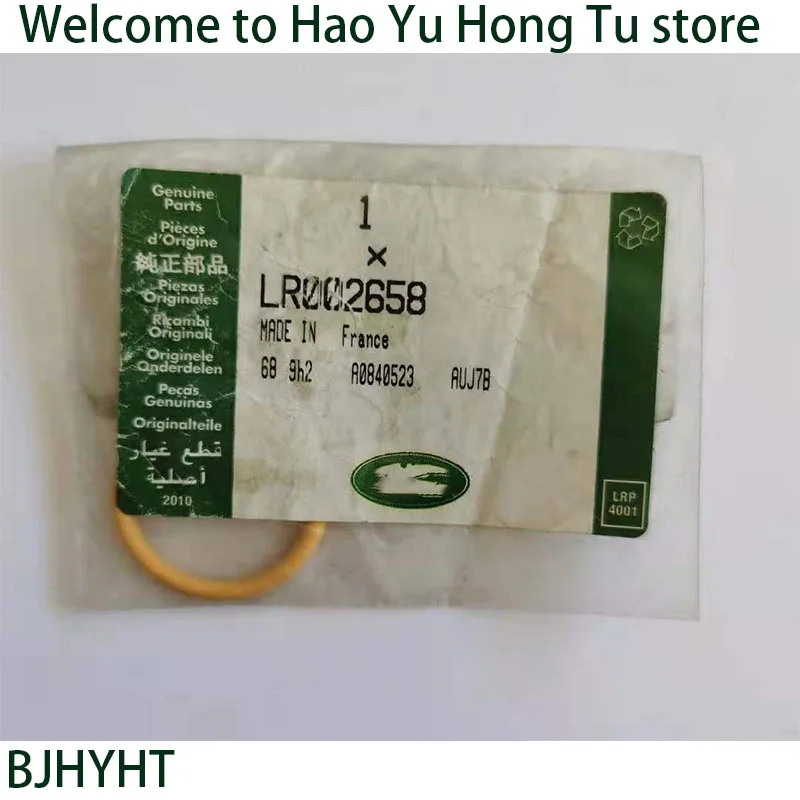 Welcome to Hao Yu Hong Tu store
Genuine
Parts
Pièces
d'Origine
純正部品
Piezas
Originales
Ricambi
Originali
Originele
Onderdelen
Peças
Genuinas
Originalteile
قطع غيار
أصلية
2010
1
×
LR002658
MADE IN France
68 9h2 A0840523 AUJ7B
LRP
4001
BJHYHT